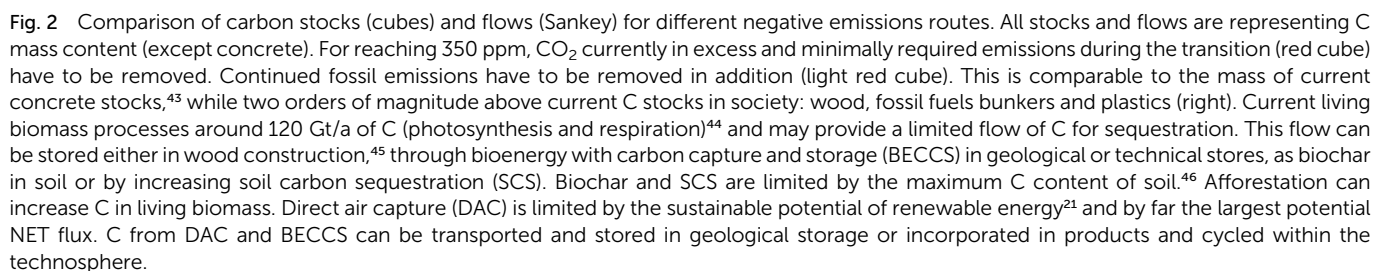 Fig. 2 Comparison of carbon stocks (cubes) and flows (Sankey) for different negative emissions routes. All stocks and flows are representing C
mass content (except concrete). For reaching 350 ppm, CO₂ currently in excess and minimally required emissions during the transition (red cube)
have to be removed. Continued fossil emissions have to be removed in addition (light red cube). This is comparable to the mass of current
concrete stocks,⁴³ while two orders of magnitude above current C stocks in society: wood, fossil fuels bunkers and plastics (right). Current living
biomass processes around 120 Gt/a of C (photosynthesis and respiration)⁴⁴ and may provide a limited flow of C for sequestration. This flow can
be stored either in wood construction,⁴⁵ through bioenergy with carbon capture and storage (BECCS) in geological or technical stores, as biochar
in soil or by increasing soil carbon sequestration (SCS). Biochar and SCS are limited by the maximum C content of soil.⁴⁶ Afforestation can
increase C in living biomass. Direct air capture (DAC) is limited by the sustainable potential of renewable energy²¹ and by far the largest potential
NET flux. C from DAC and BECCS can be transported and stored in geological storage or incorporated in products and cycled within the
technosphere.